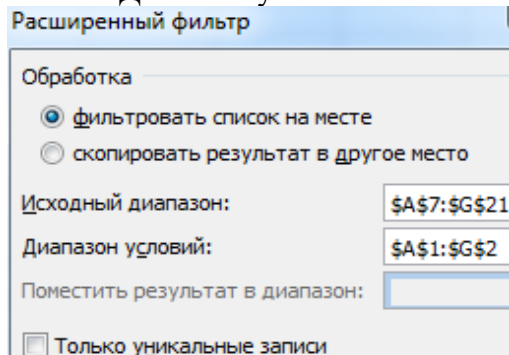 Расширенный фильтр
Обработка
фильтровать список на месте
скопировать результат в другое место
Исходный диапазон: $A$7:$G$21
Диапазон условий: $A$1:$G$2
Поместить результат в диапазон:
Только уникальные записи